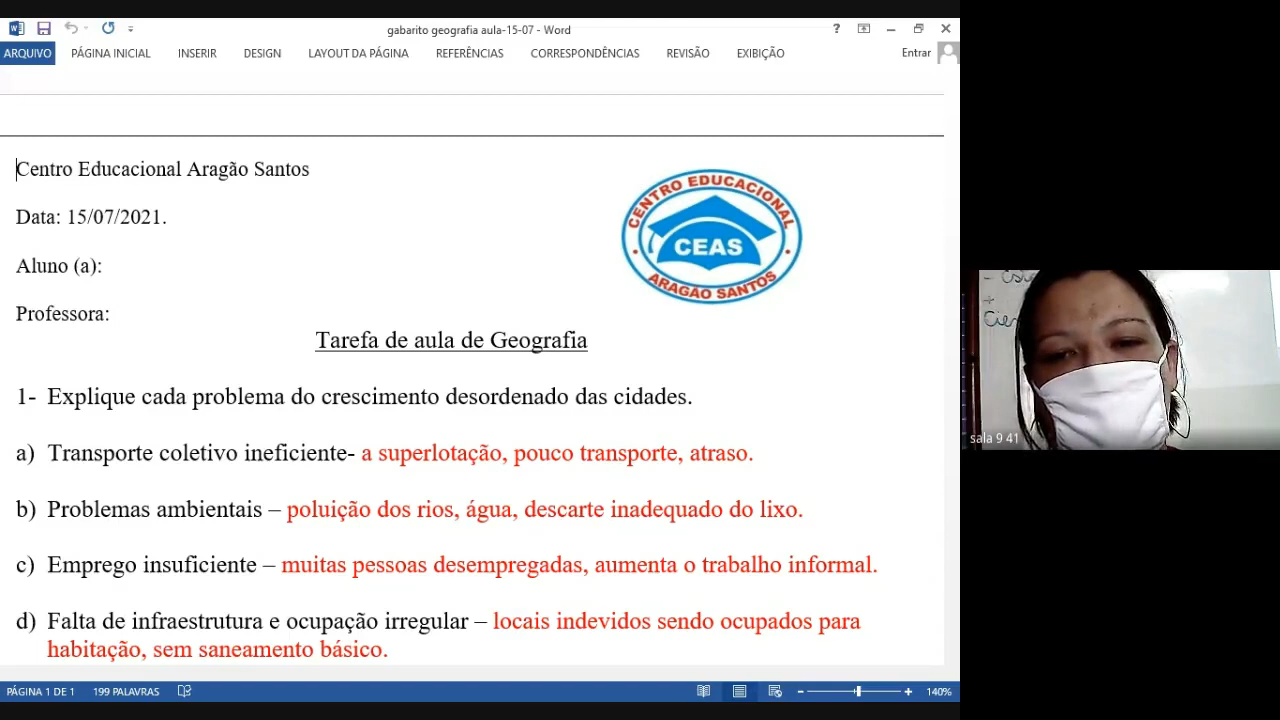 gabarito geografia aula-15-07 - Word
ARQUIVO PÁGINA INICIAL INSERIR DESIGN LAYOUT DA PÁGINA REFERÊNCIAS CORRESPONDÊNCIAS REVISÃO EXIBIÇÃO Entrar
Centro Educacional Aragão Santos
Data: 15/07/2021.
Aluno (a):
Professora:
CENTRO EDUCACIONAL
CEAS
ARAGÃO SANTOS
Tarefa de aula de Geografia
1- Explique cada problema do crescimento desordenado das cidades.
a) Transporte coletivo ineficiente- a superlotação, pouco transporte, atraso.
b) Problemas ambientais – poluição dos rios, água, descarte inadequado do lixo.
c) Emprego insuficiente – muitas pessoas desempregadas, aumenta o trabalho informal.
d) Falta de infraestrutura e ocupação irregular – locais indevidos sendo ocupados para
habitação, sem saneamento básico.
PÁGINA 1 DE 1 199 PALAVRAS 140%
sala 9 41